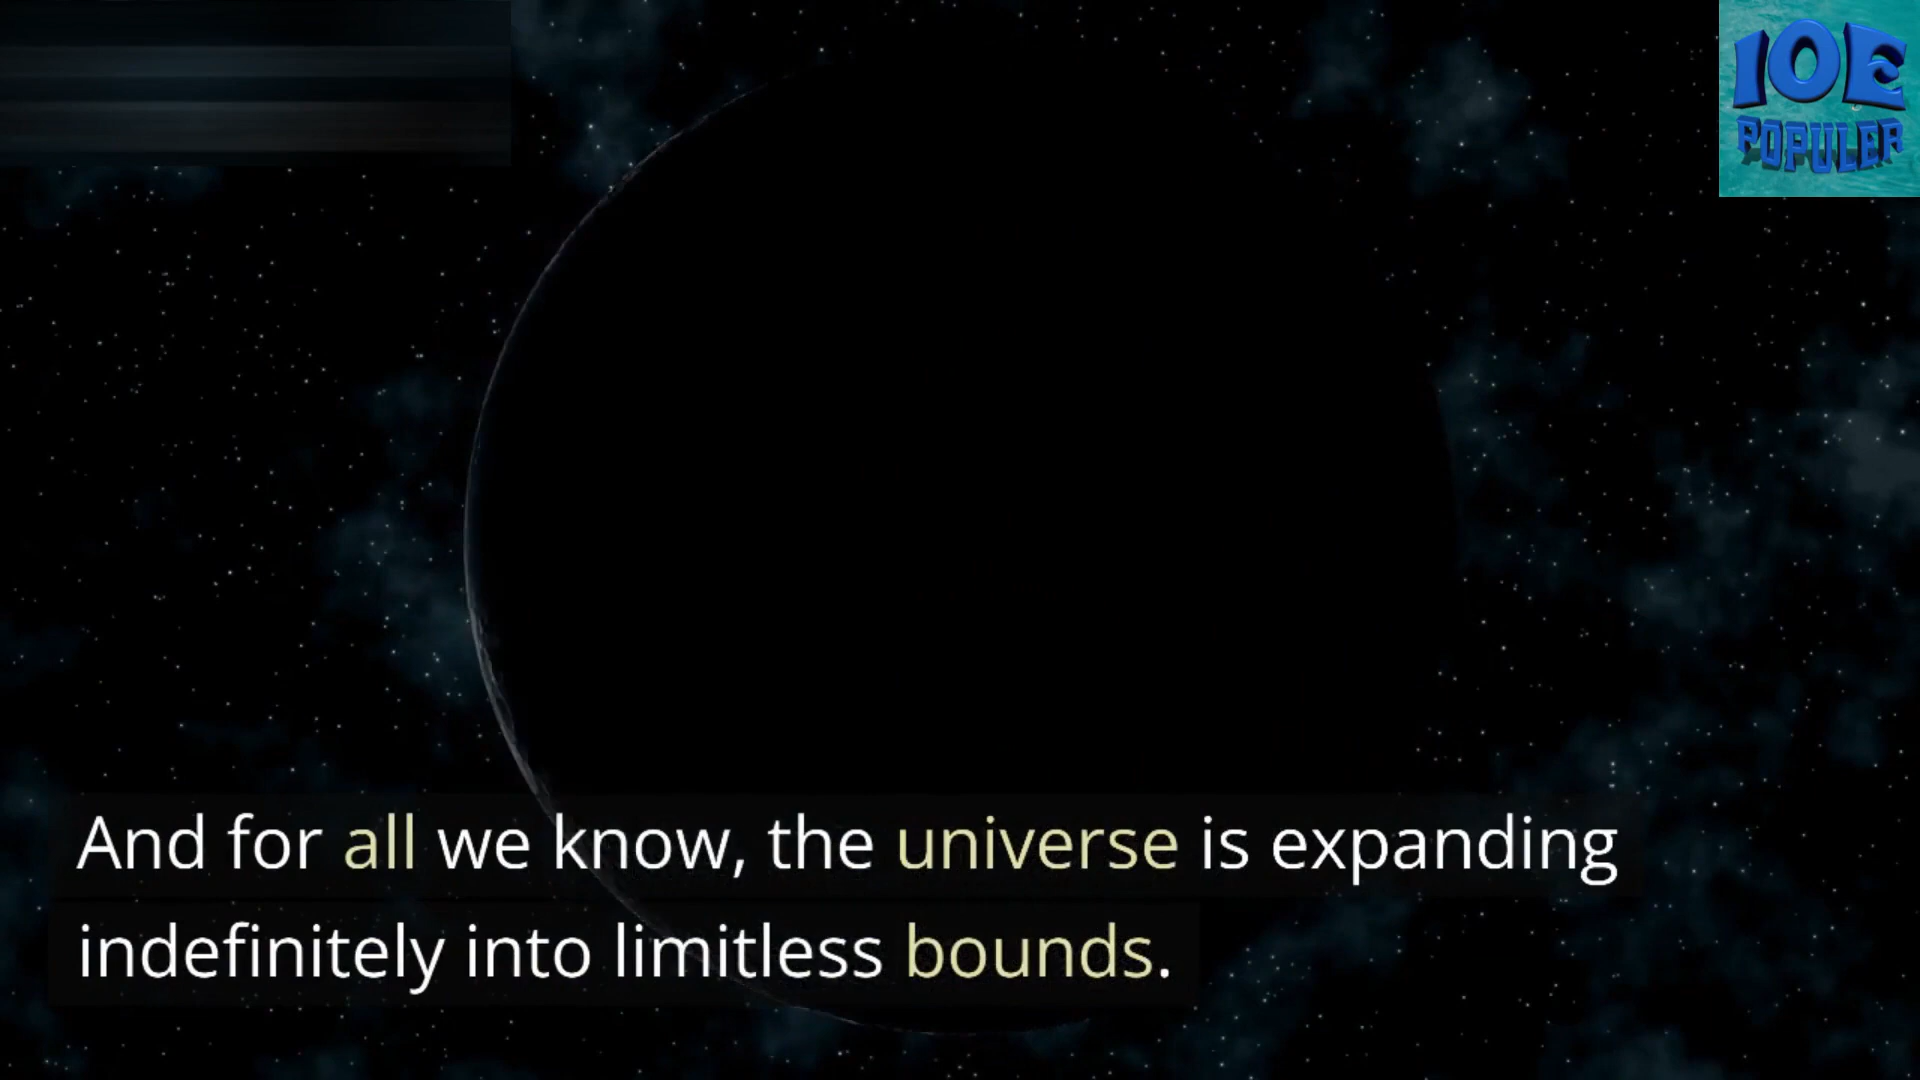 IOE
POPULER
And for all we know, the universe is expanding
indefinitely into limitless bounds.